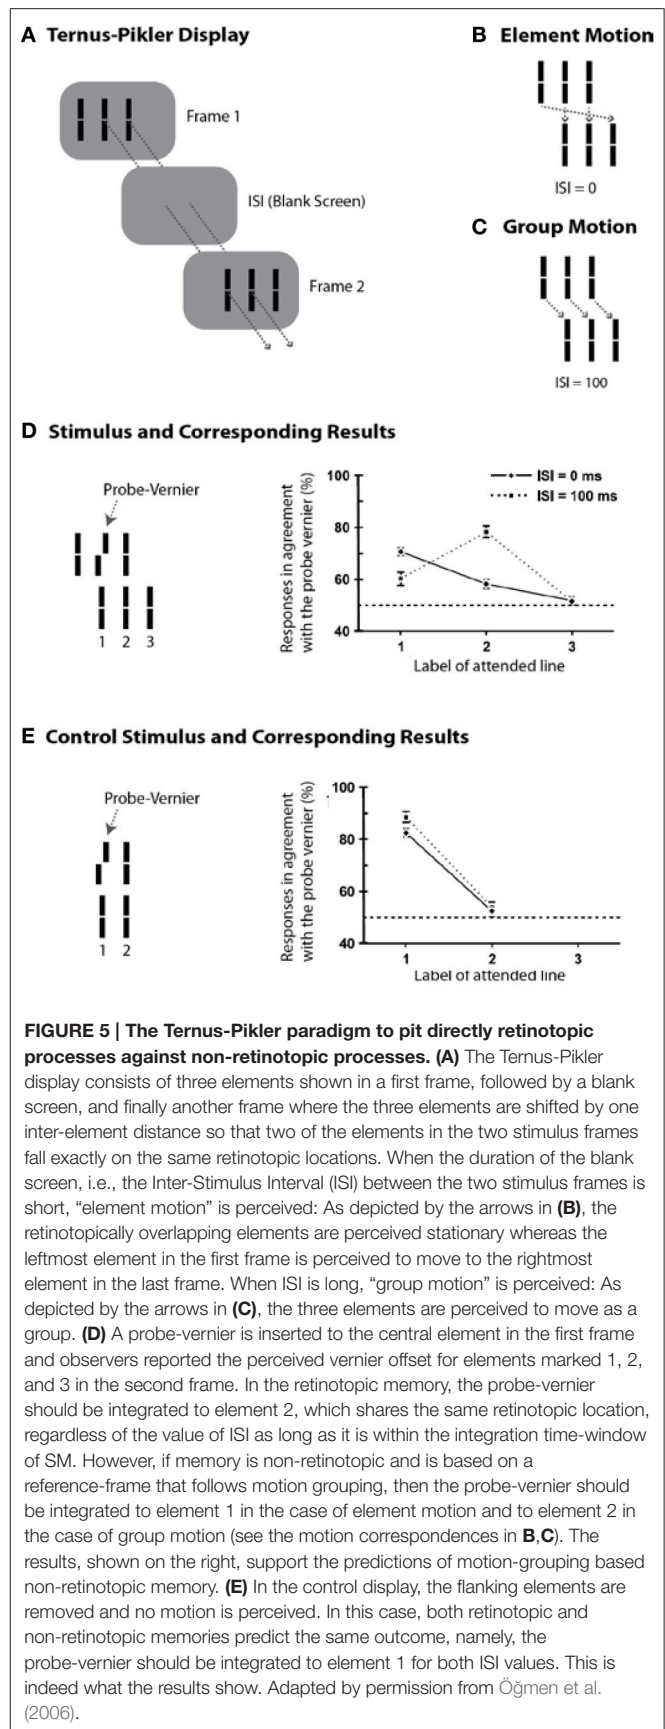 A Ternus-Pikler Display
Frame 1
ISI (Blank Screen)
Frame 2
B Element Motion
ISI = 0
C Group Motion
ISI = 100
D Stimulus and Corresponding Results
Probe-Vernier
1 2 3
Responses in agreement
with the probe vernier (%)
100
80
60
40
ISI = 0 ms
ISI = 100 ms
1 2 3
Label of attended line
E Control Stimulus and Corresponding Results
Probe-Vernier
1 2
Responses in agreement
with the probe vernier (%)
100
80
60
40
1 2 3
Label of attended line
FIGURE 5 | The Ternus-Pikler paradigm to pit directly retinotopic
processes against non-retinotopic processes. (A) The Ternus-Pikler
display consists of three elements shown in a first frame, followed by a blank
screen, and finally another frame where the three elements are shifted by one
inter-element distance so that two of the elements in the two stimulus frames
fall exactly on the same retinotopic locations. When the duration of the blank
screen, i.e., the Inter-Stimulus Interval (ISI) between the two stimulus frames is
short, “element motion” is perceived: As depicted by the arrows in (B), the
retinotopically overlapping elements are perceived stationary whereas the
leftmost element in the first frame is perceived to move to the rightmost
element in the last frame. When ISI is long, “group motion” is perceived: As
depicted by the arrows in (C), the three elements are perceived to move as a
group. (D) A probe-vernier is inserted to the central element in the first frame
and observers reported the perceived vernier offset for elements marked 1, 2,
and 3 in the second frame. In the retinotopic memory, the probe-vernier
should be integrated to element 2, which shares the same retinotopic location,
regardless of the value of ISI as long as it is within the integration time-window
of SM. However, if memory is non-retinotopic and is based on a
reference-frame that follows motion grouping, then the probe-vernier should
be integrated to element 1 in the case of element motion and to element 2 in
the case of group motion (see the motion correspondences in B,C). The
results, shown on the right, support the predictions of motion-grouping based
non-retinotopic memory. (E) In the control display, the flanking elements are
removed and no motion is perceived. In this case, both retinotopic and
non-retinotopic memories predict the same outcome, namely, the
probe-vernier should be integrated to element 1 for both ISI values. This is
indeed what the results show. Adapted by permission from Öğmen et al.
(2006).